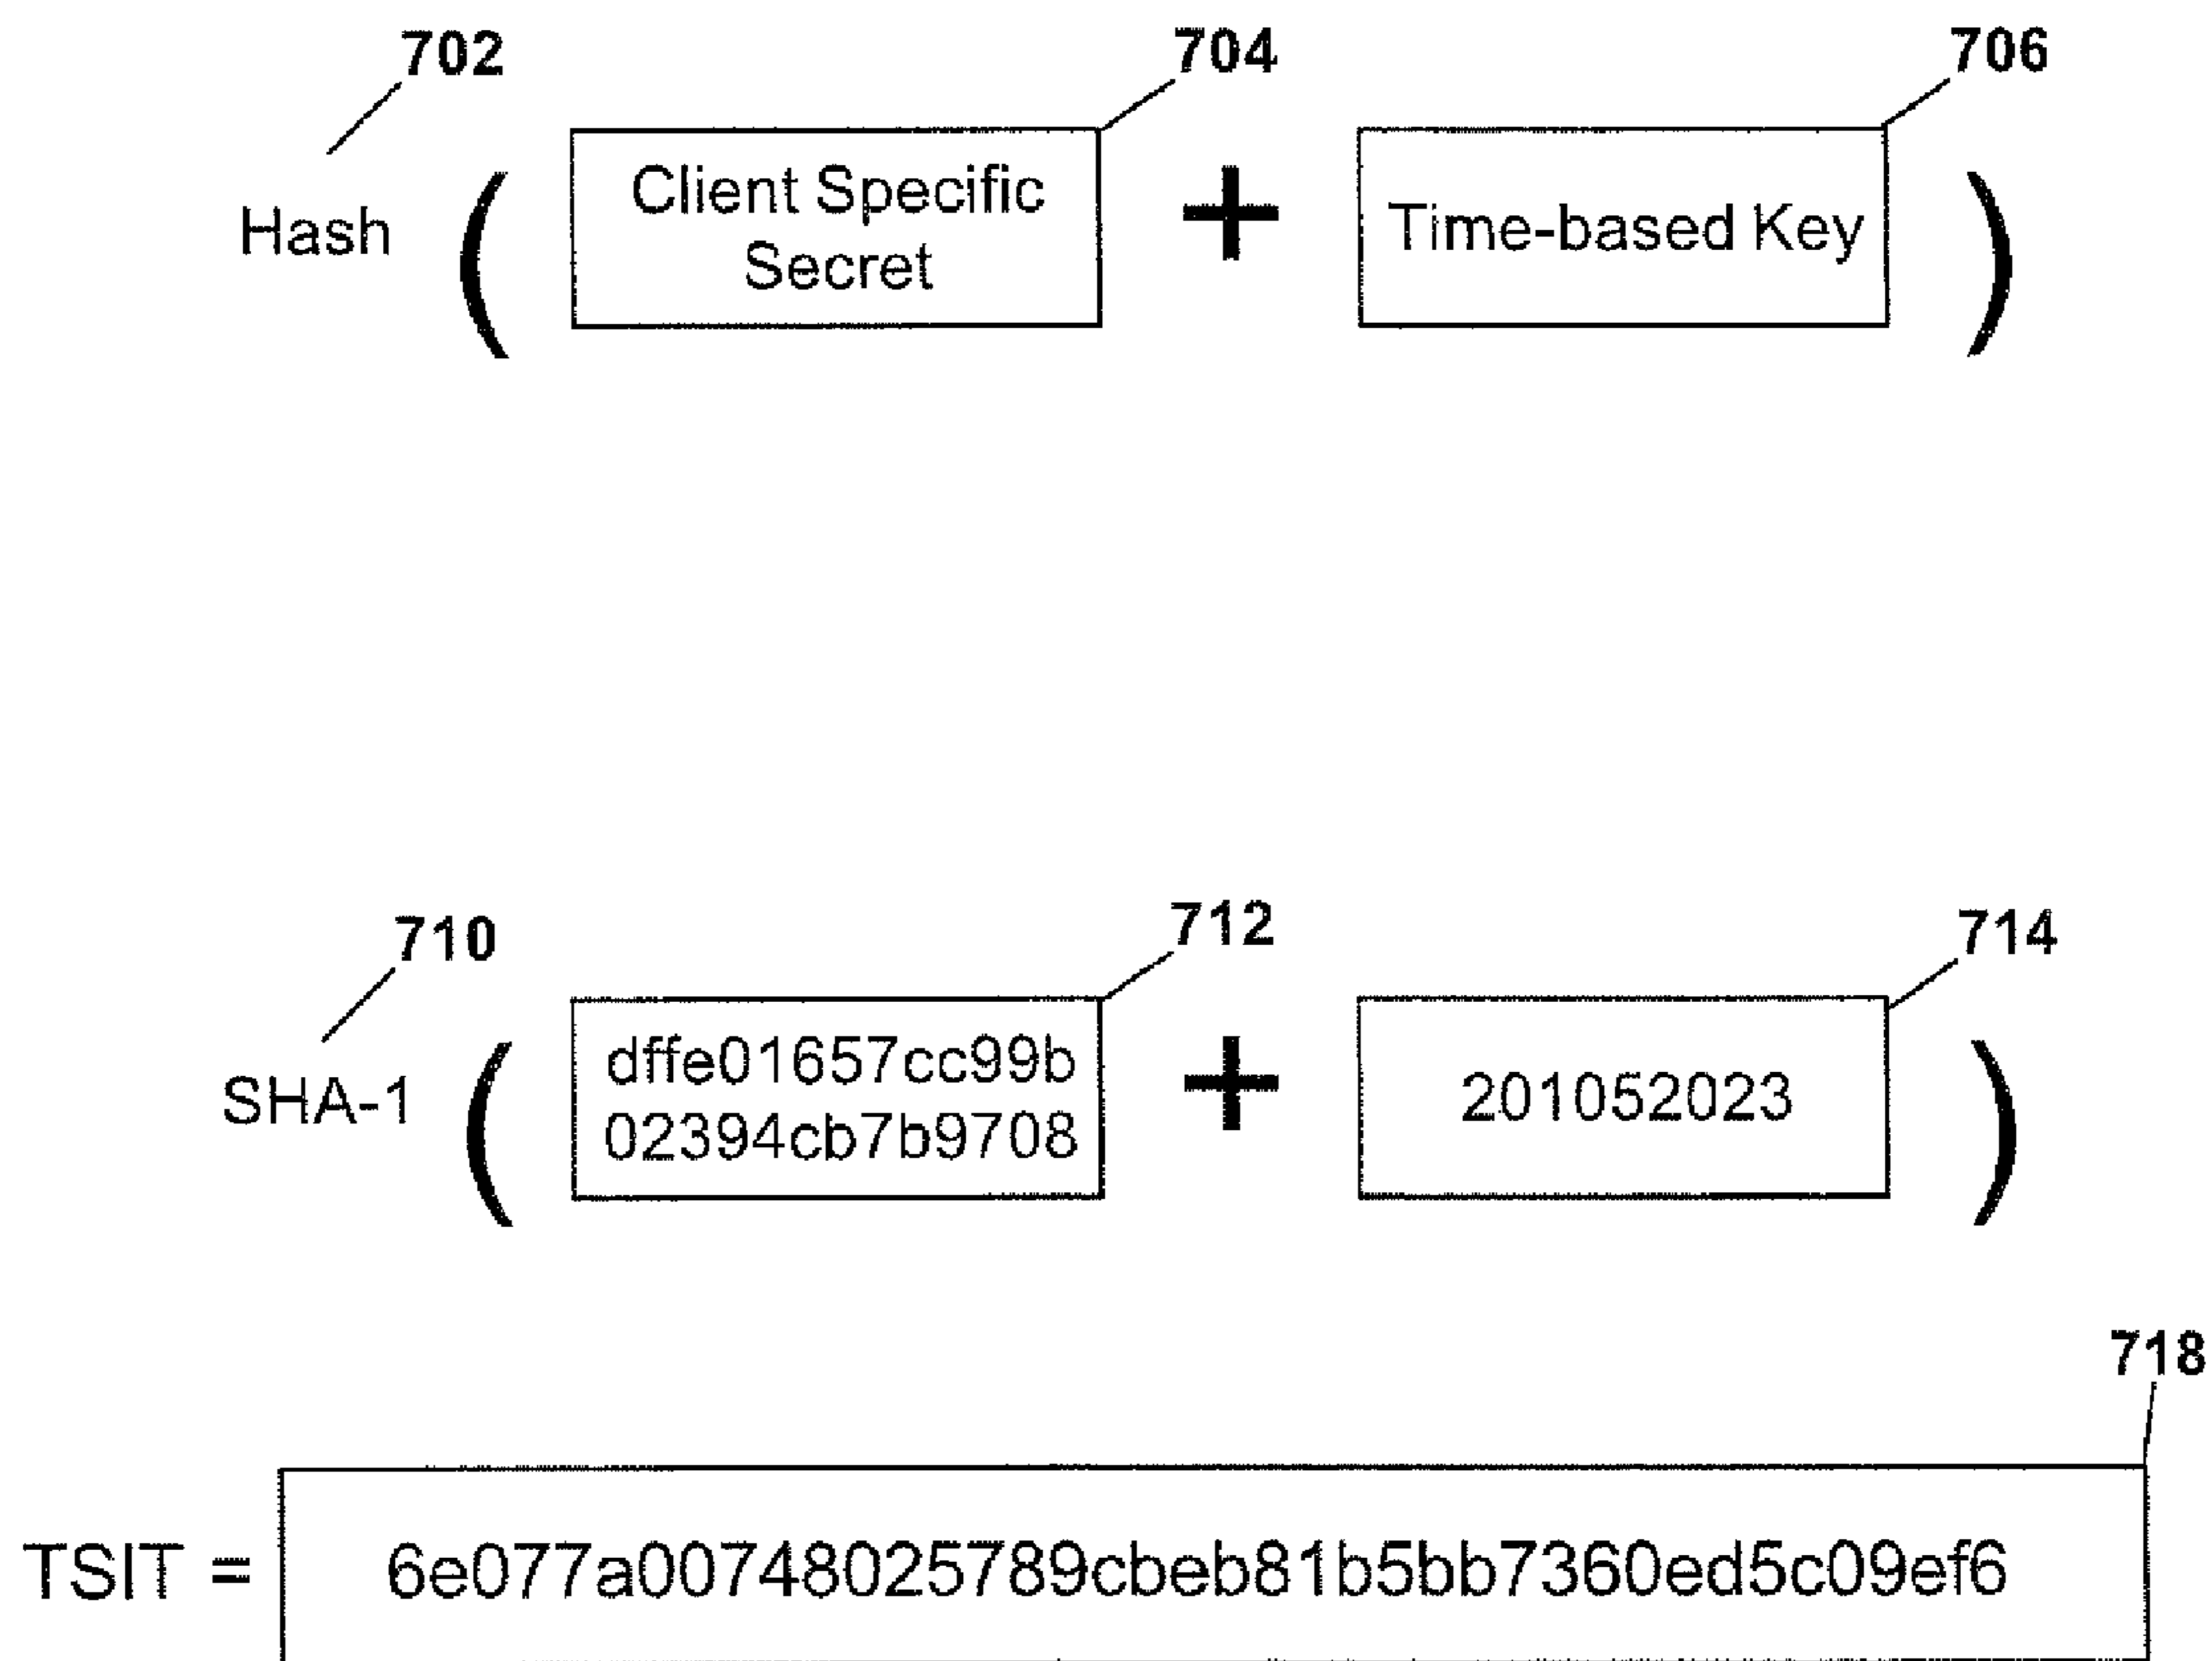 702
704
706
Hash ( Client Specific Secret + Time-based Key )
710
712
714
SHA-1 ( dffe01657cc99b 02394cb7b9708 + 201052023 )
718
TSIT = 6e077a00748025789cbeb81b5bb7360ed5c09ef6